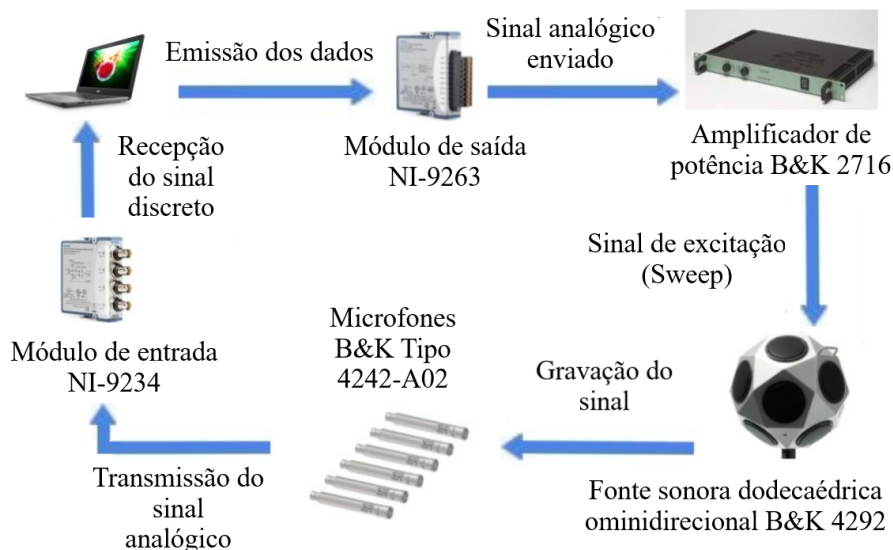 Emissão dos dados
Sinal analógico
enviado
Módulo de saída
NI-9263
Amplificador de
potência B&K 2716
Sinal de excitação
(Sweep)
Fonte sonora dodecaédrica
ominidirecional B&K 4292
Gravação do
sinal
Microfones
B&K Tipo
4242-A02
Transmissão do
sinal
analógico
Módulo de entrada
NI-9234
Recepção
do sinal
discreto